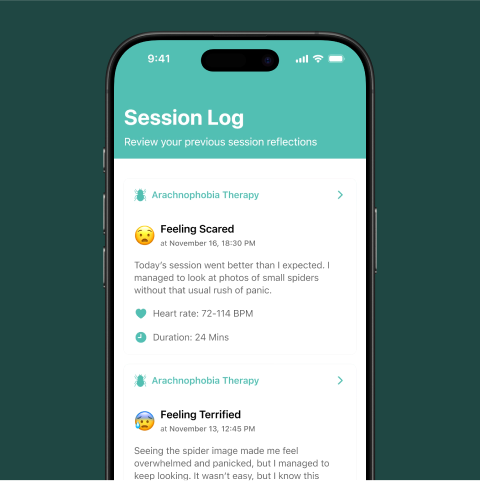 9:41
Session Log
Review your previous session reflections
Arachnophobia Therapy
Feeling Scared
at November 16, 18:30 PM
Today's session went better than I expected. I
managed to look at photos of small spiders
without that usual rush of panic.
Heart rate: 72-114 BPM
Duration: 24 Mins
Arachnophobia Therapy
Feeling Terrified
at November 13, 12:45 PM
Seeing the spider image made me feel
overwhelmed and panicked, but I managed to
keep looking. It wasn't easy, but I know this